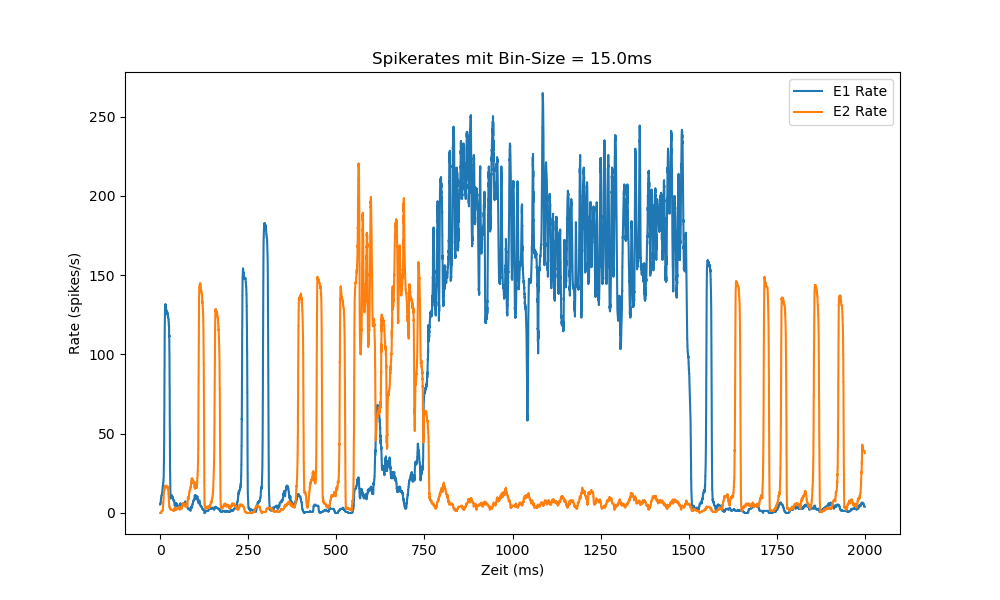 Spikerates mit Bin-Size = 15.0ms
E1 Rate
E2 Rate
250
200
150
100
50
0
Rate (spikes/s)
0 250 500 750 1000 1250 1500 1750 2000
Zeit (ms)